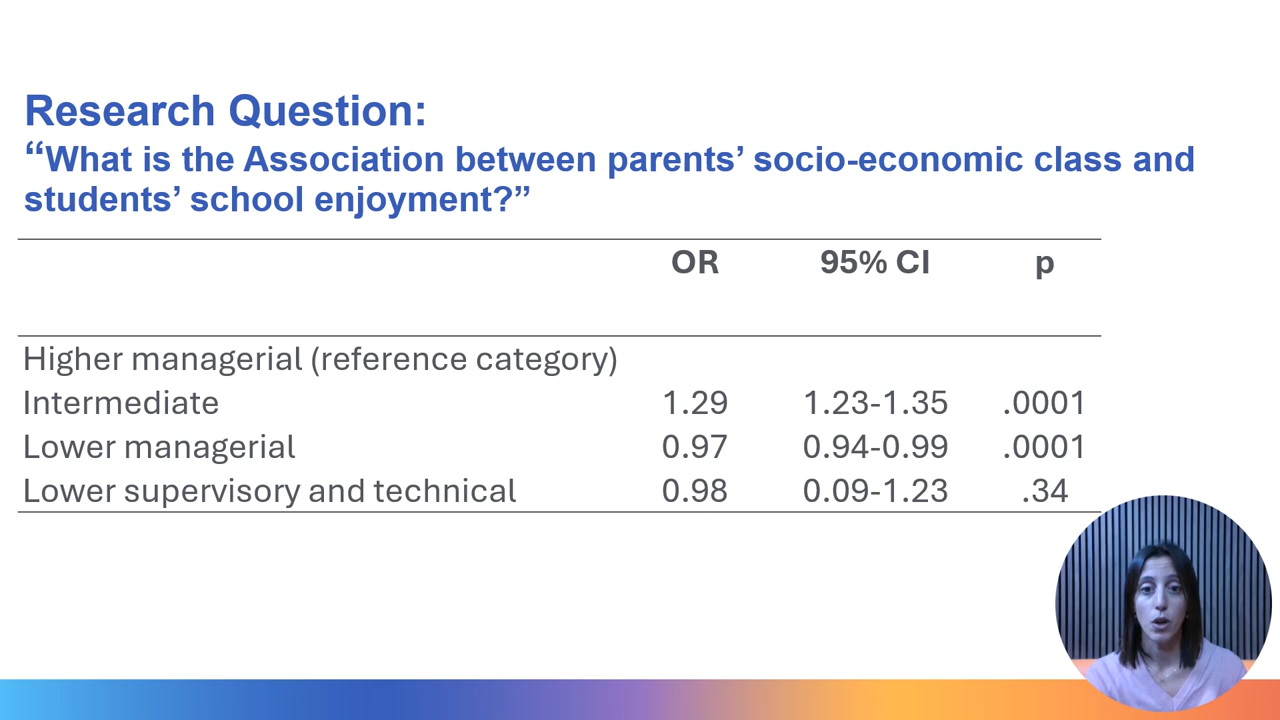 Research Question:
“What is the Association between parents’ socio-economic class and
students’ school enjoyment?”
OR 95% CI p
Higher managerial (reference category)
Intermediate 1.29 1.23-1.35 .0001
Lower managerial 0.97 0.94-0.99 .0001
Lower supervisory and technical 0.98 0.09-1.23 .34